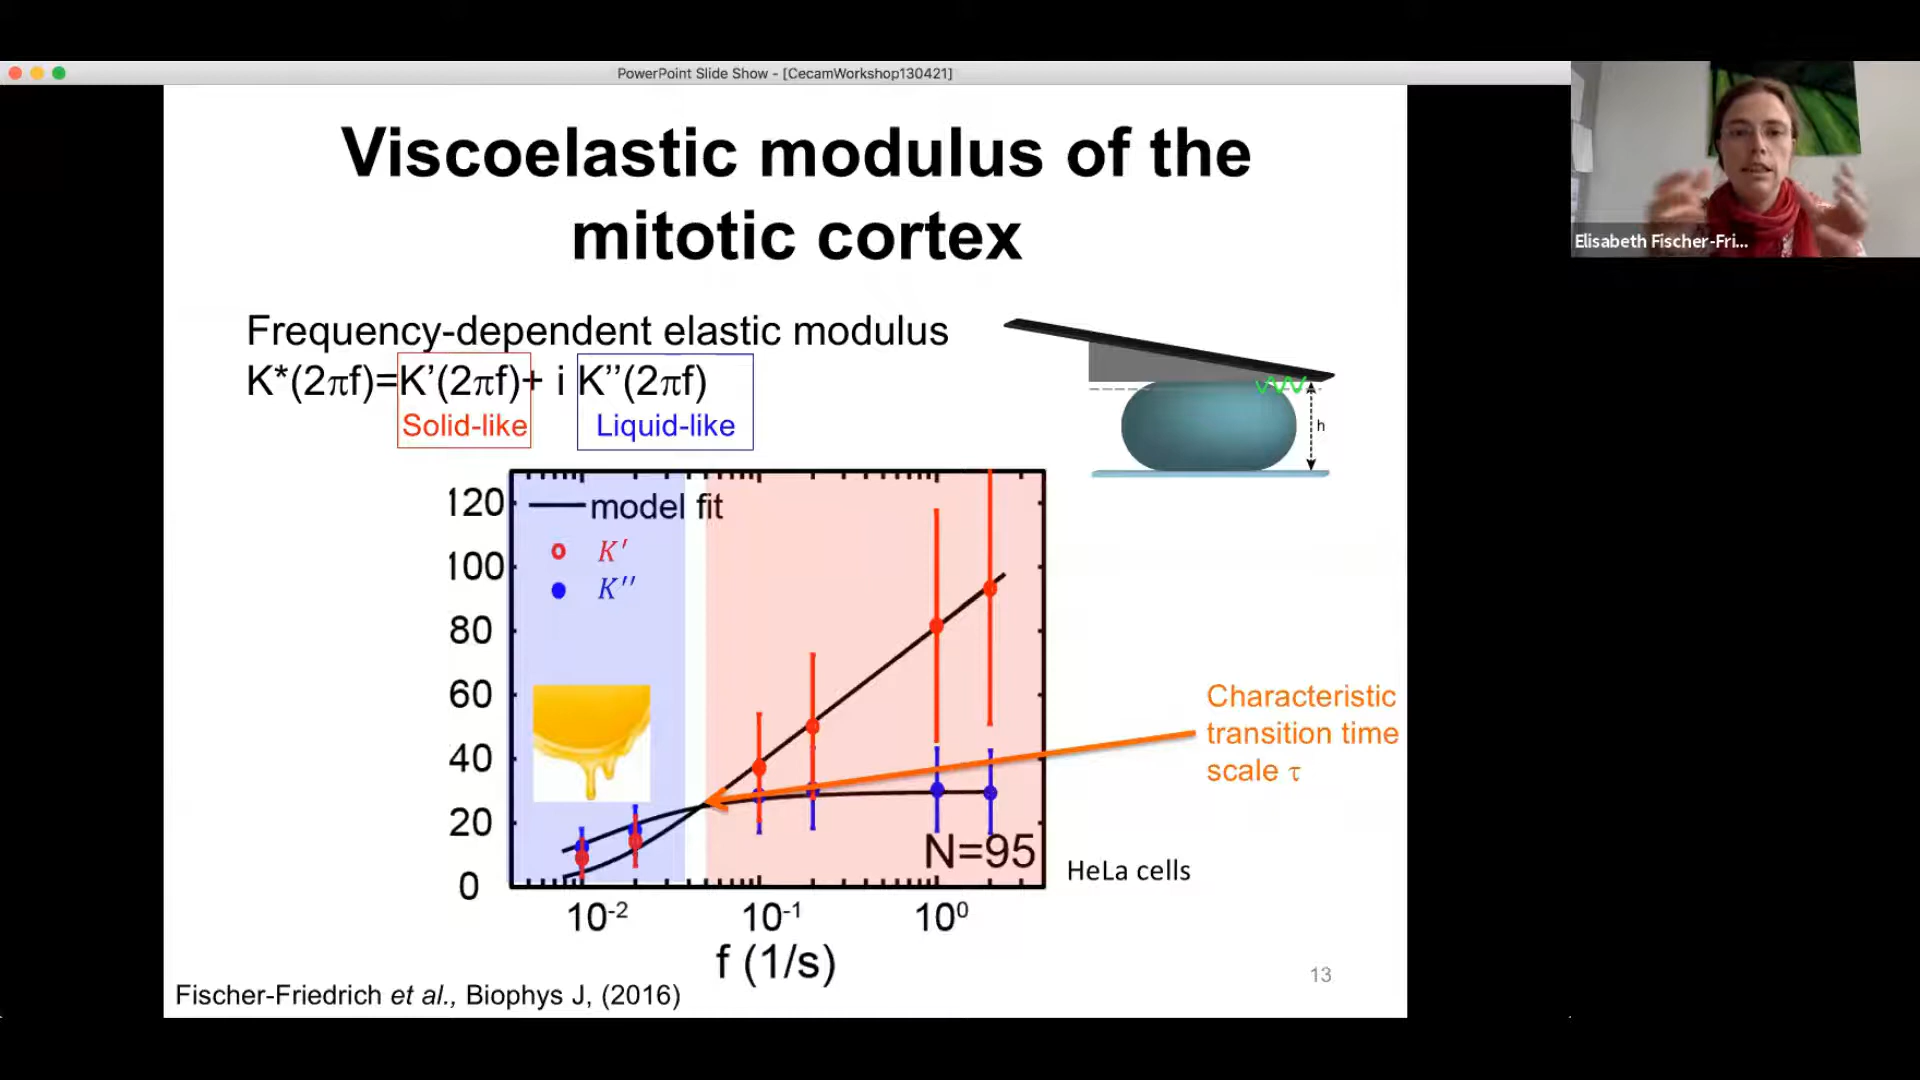 PowerPoint Slide Show - [CecamWorkshop130421]
Elisabeth Fischer-Fri...
Viscoelastic modulus of the
mitotic cortex
Frequency-dependent elastic modulus
K*(2πf)=K’(2πf)+ i K’’(2πf)
Solid-like
Liquid-like
h
model fit
K′
K′′
120
100
80
60
40
20
0
Characteristic
transition time
scale τ
N=95
HeLa cells
10⁻² 10⁻¹ 10⁰
f (1/s)
13
Fischer-Friedrich et al., Biophys J, (2016)